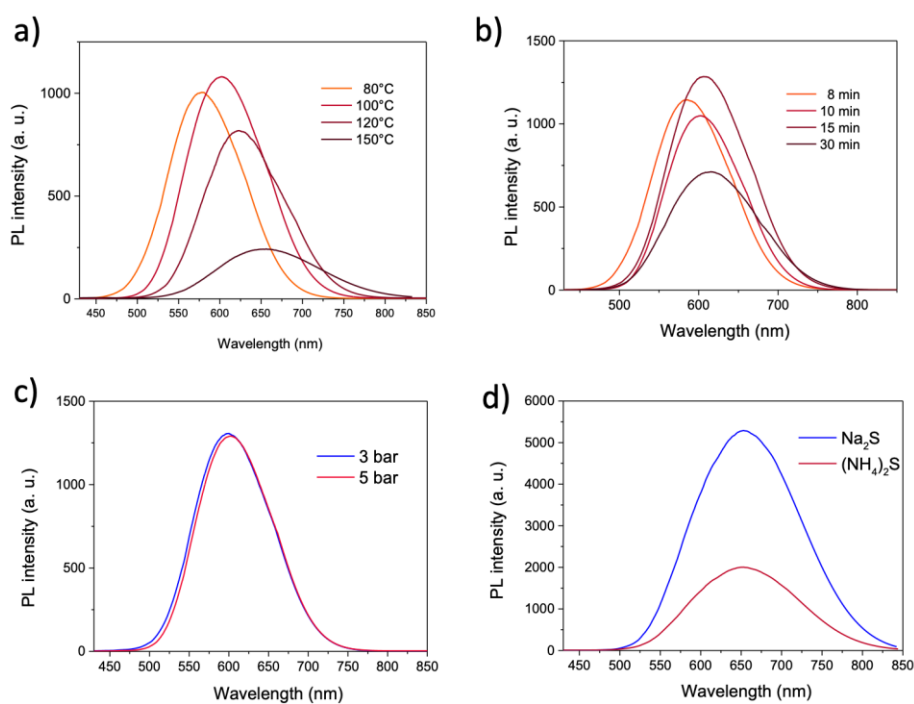 a)
PL intensity (a. u.)
1000
500
0
80°C
100°C
120°C
150°C
450 500 550 600 650 700 750 800 850
Wavelength (nm)
b)
PL intensity (a. u.)
1500
1000
500
0
8 min
10 min
15 min
30 min
500 600 700 800
Wavelength (nm)
c)
PL intensity (a. u.)
1500
1000
500
0
3 bar
5 bar
450 500 550 600 650 700 750 800 850
Wavelength (nm)
d)
PL intensity (a. u.)
6000
5000
4000
3000
2000
1000
0
Na₂S
(NH₄)₂S
450 500 550 600 650 700 750 800 850
Wavelength (nm)